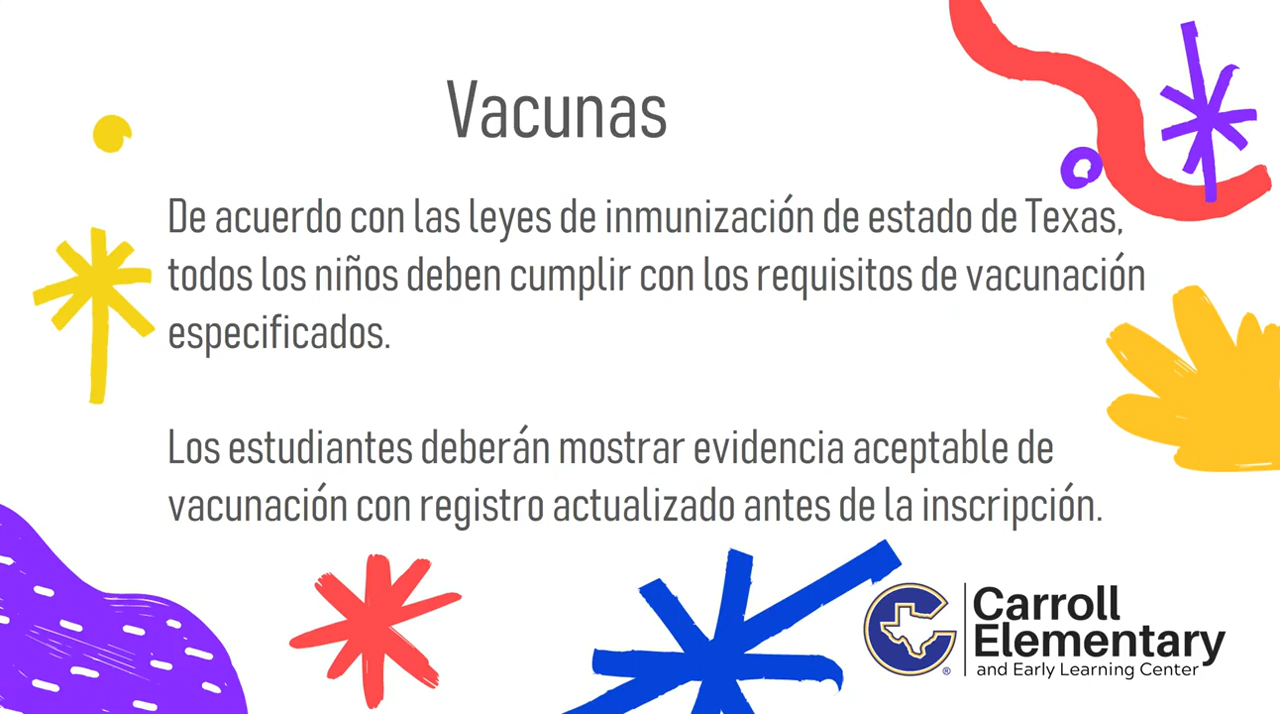 Vacunas
De acuerdo con las leyes de inmunización de estado de Texas,
todos los niños deben cumplir con los requisitos de vacunación
especificados.
Los estudiantes deberán mostrar evidencia aceptable de
vacunación con registro actualizado antes de la inscripción.
Carroll
Elementary
and Early Learning Center
®